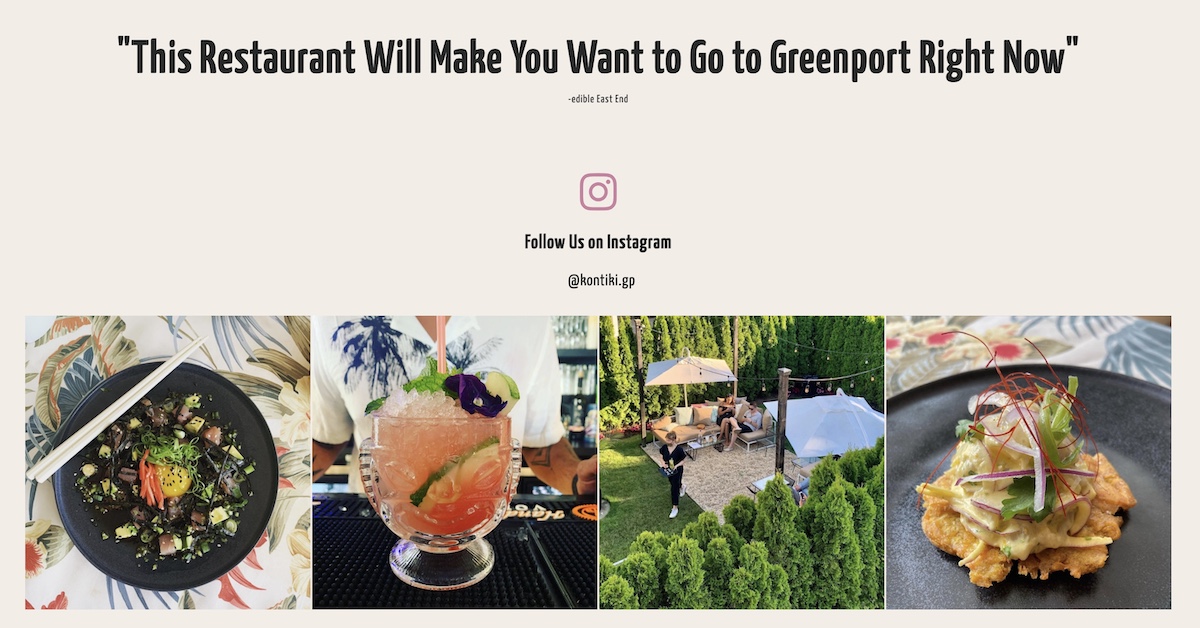 "This Restaurant Will Make You Want to Go to Greenport Right Now"
-edible East End
Follow Us on Instagram
@kontiki.gp